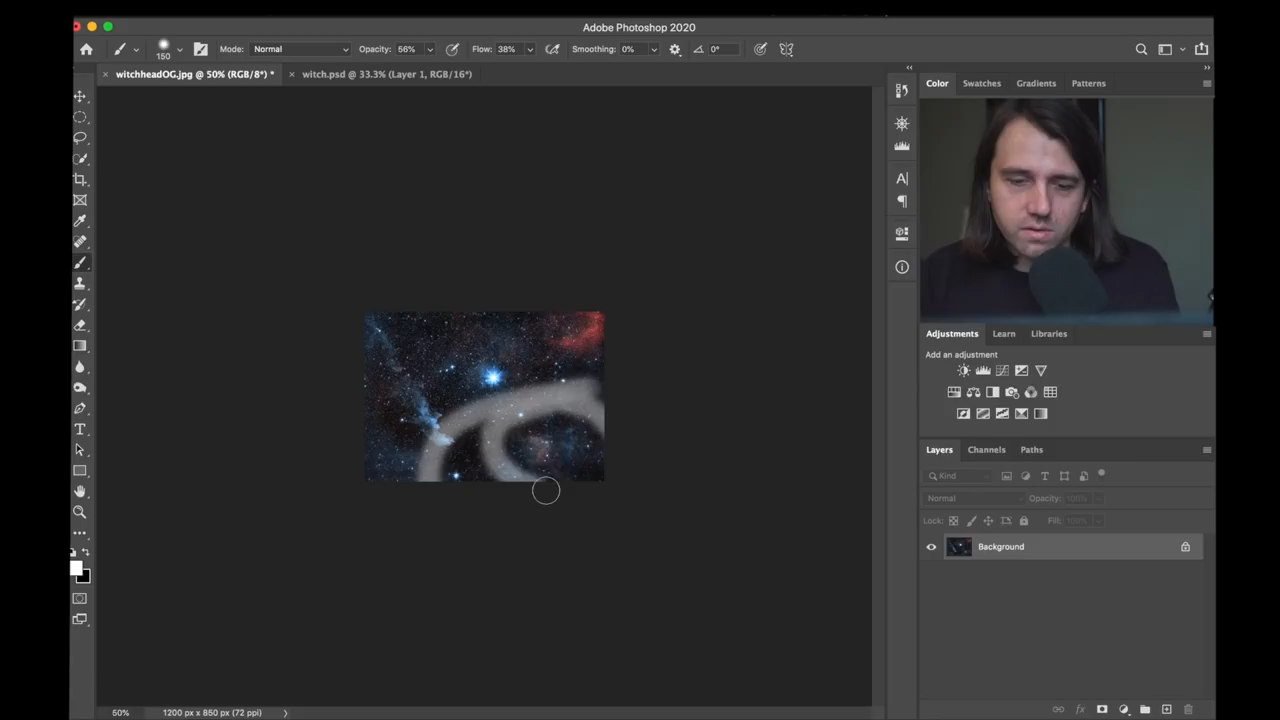 Adobe Photoshop 2020
150
Mode: Normal
Opacity: 56%
Flow: 38%
Smoothing: 0%
0°
× witchheadOG.jpg @ 50% (RGB/8*) *
× witch.psd @ 33.3% (Layer 1, RGB/16*)
Color Swatches Gradients Patterns
Adjustments Learn Libraries
Add an adjustment
Layers Channels Paths
Kind
Normal Opacity: 100%
Lock: Fill: 100%
Background
50% 1200 px x 850 px (72 ppi)